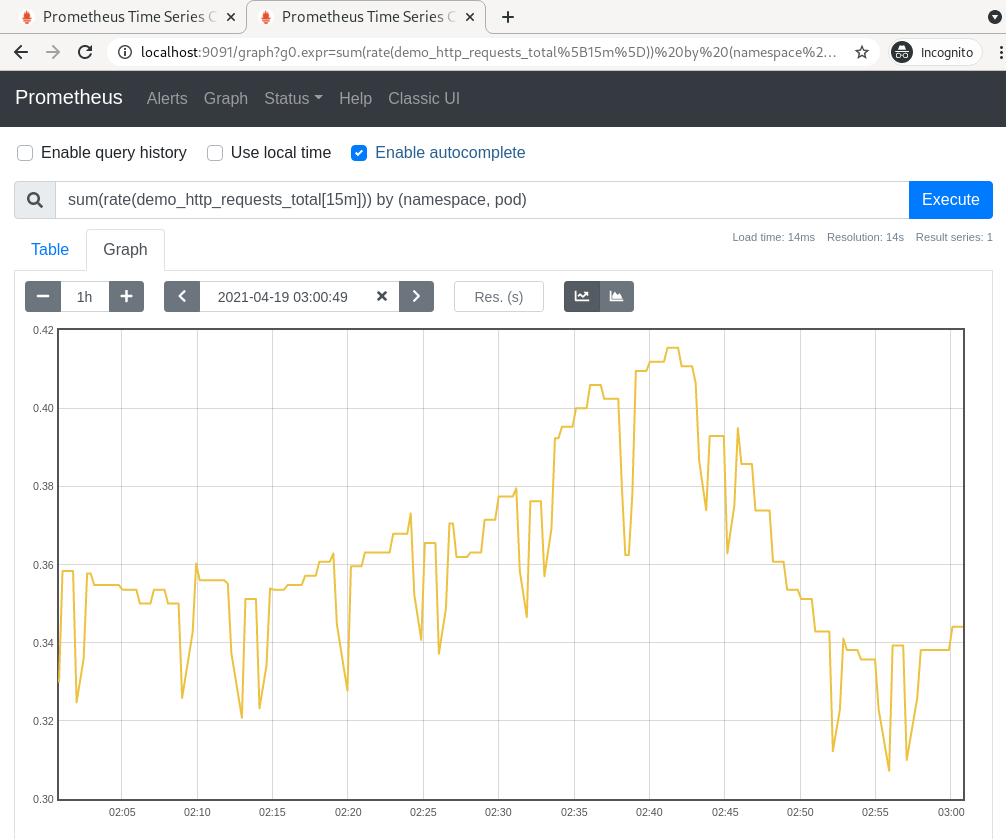 Prometheus Time Series C
Prometheus Time Series C
localhost:9091/graph?g0.expr=sum(rate(demo_http_requests_total%5B15m%5D))%20by%20(namespace%2...
Incognito
Prometheus Alerts Graph Status Help Classic UI
Enable query history Use local time Enable autocomplete
sum(rate(demo_http_requests_total[15m])) by (namespace, pod) Execute
Table Graph Load time: 14ms Resolution: 14s Result series: 1
1h 2021-04-19 03:00:49 Res. (s)
0.42
0.40
0.38
0.36
0.34
0.32
0.30
02:05 02:10 02:15 02:20 02:25 02:30 02:35 02:40 02:45 02:50 02:55 03:00